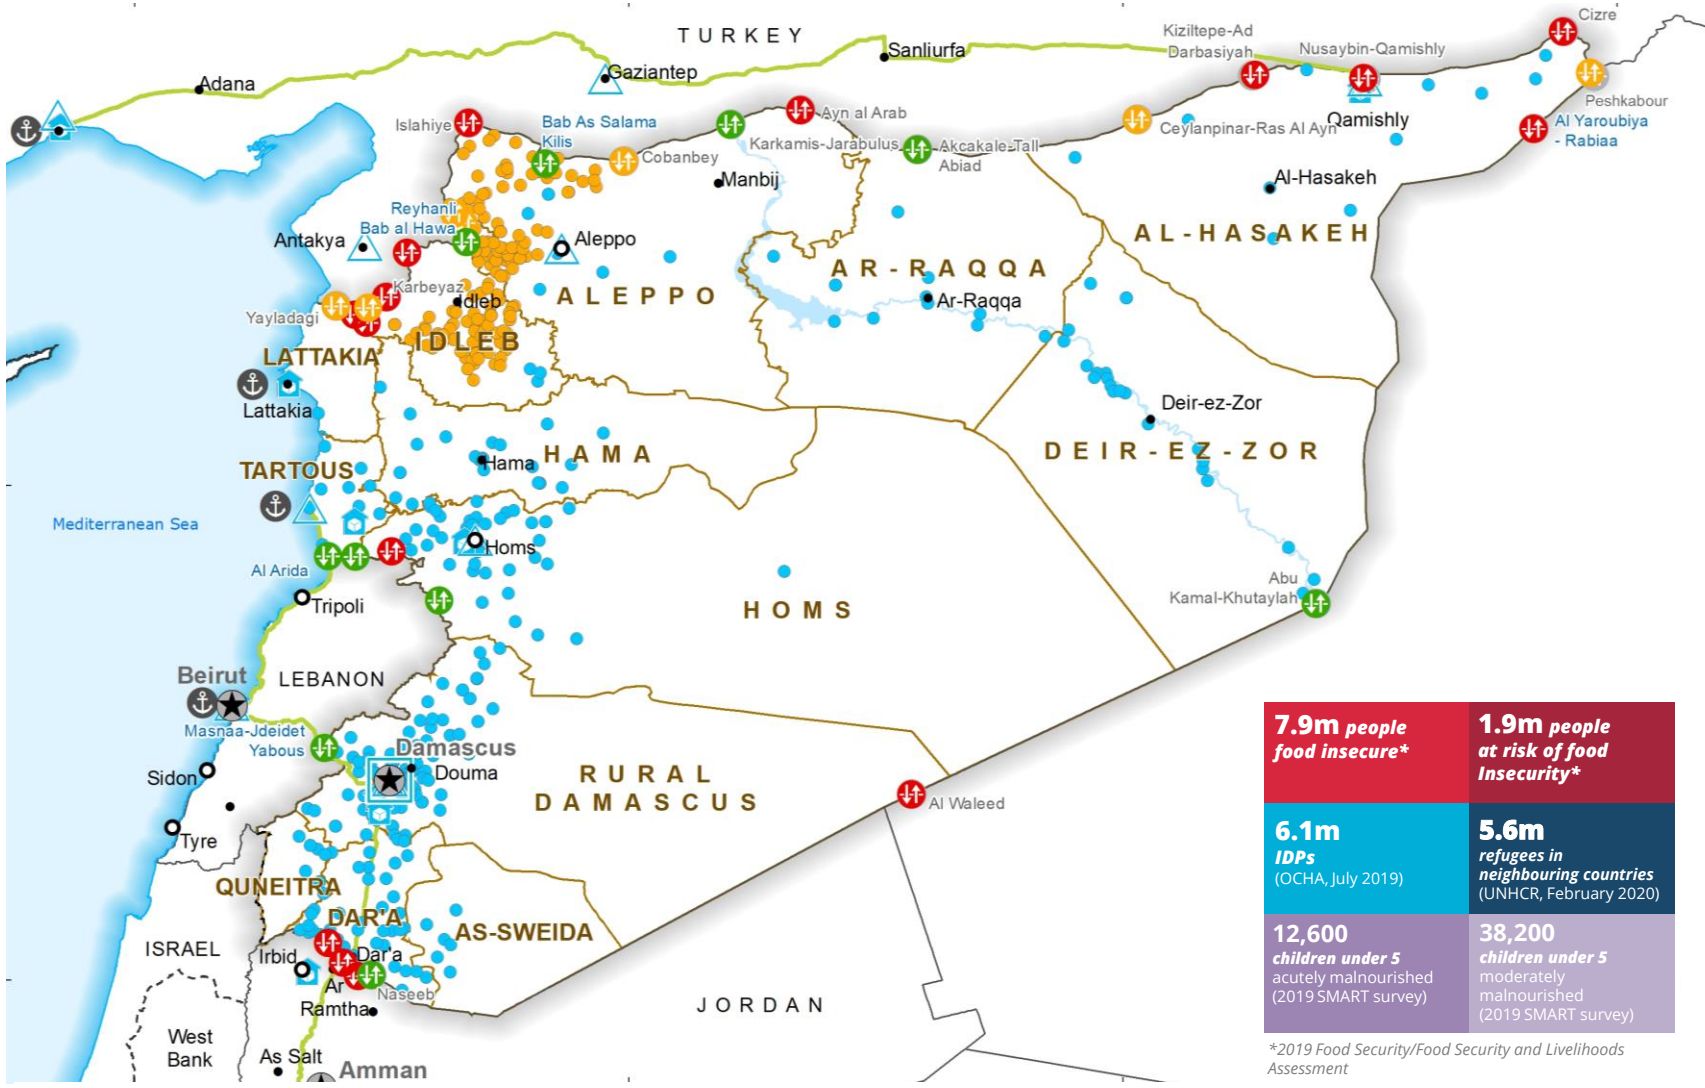 TURKEY
Cizre
Kiziltepe-Ad
Darbasiyah
Nusaybin-Qamishly
Sanliurfa
Gaziantep
Adana
Peshkabour
Islahiye
Bab As Salama
Kilis
Ayn al Arab
Al Yaroubiya
- Rabiaa
Qamishly
Ceylanpinar-Ras Al Ayn
Karkamis-Jarabulus
Akcakale-Tall
Abiad
Cobanbey
Manbij
Al-Hasakeh
Reyhanli
Bab al Hawa
Antakya
Aleppo
AL-HASAKEH
AR-RAQQA
Karbeyaz
Idleb
ALEPPO
Ar-Raqqa
Yayladagi
IDLEB
LATTAKIA
Lattakia
Deir-ez-Zor
DEIR-EZ-ZOR
HAMA
Hama
TARTOUS
Mediterranean Sea
Homs
Al Arida
Tripoli
Abu
Kamal-Khutaylah
HOMS
Beirut
LEBANON
Masnaa-Jdeidet
Yabous
Damascus
Douma
Sidon
RURAL
DAMASCUS
Al Waleed
Tyre
QUNEITRA
DAR'A
AS-SWEIDA
ISRAEL
Irbid
Dar'a
Ar
Ramtha
Naseeb
JORDAN
West
Bank
As Salt
Amman
7.9m people
food insecure*
1.9m people
at risk of food
Insecurity*
6.1m
IDPs
(OCHA, July 2019)
5.6m
refugees in
neighbouring countries
(UNHCR, February 2020)
12,600
children under 5
acutely malnourished
(2019 SMART survey)
38,200
children under 5
moderately
malnourished
(2019 SMART survey)
*2019 Food Security/Food Security and Livelihoods
Assessment